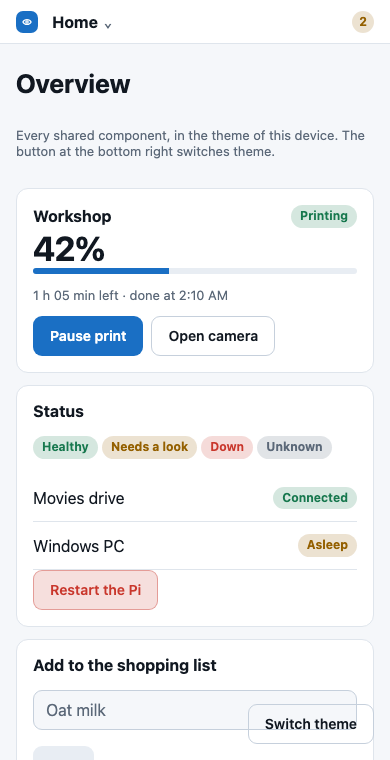 Home
2
Overview
Every shared component, in the theme of this device. The
button at the bottom right switches theme.
Workshop
Printing
42%
1 h 05 min left · done at 2:10 AM
Pause print
Open camera
Status
Healthy
Needs a look
Down
Unknown
Movies drive
Connected
Windows PC
Asleep
Restart the Pi
Add to the shopping list
Oat milk
Switch theme